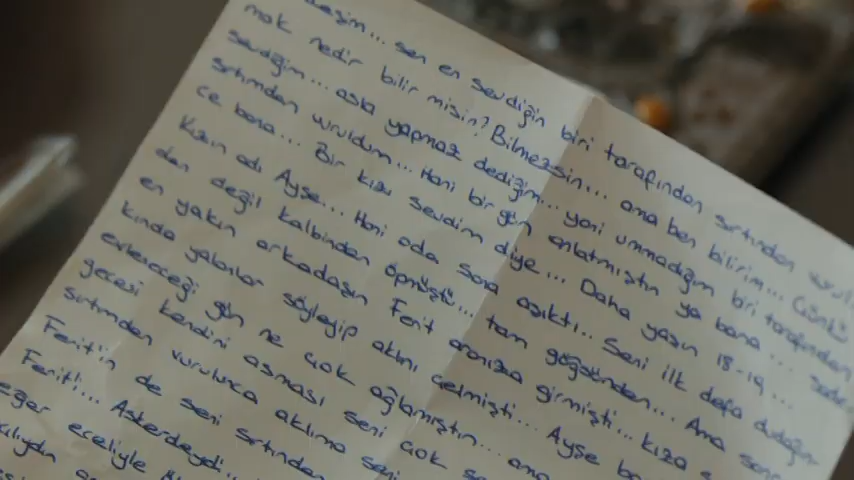 sen en sevdiğin biri tarafından sırtından
mak nedir bilir misin? Bilmezsin... ama ben bilirim... Çünkü
sevdiğim... asla yapmaz dediğim... yani ummadığım biri tarafından
sırtımdan vuruldum... Hani bir gün anlatmıştın ya bana... sade
ce bana... Bir kızı sevdim diye... Daha yaşın 18-19...
Kızın adı Ayşe... Hani oda sana aşıktı... Seni ilk defa dudağın
dan değil kalbinden öpmüştü... tam göğsünden... Ama sonra
en yakın arkadaşın Ferit aranıza girmişti... kıza
kında yalanlar söyleyip aklını çelmişti... Ayşe
evleneceği gün ne çok ağlamıştın... ama
gecesi kendini asması seni çok
sırtımdan vurulunca aklıma seni
Ferit'in de seni sırtından
Ferit!... Askerdeydi...
eğer eceliyle